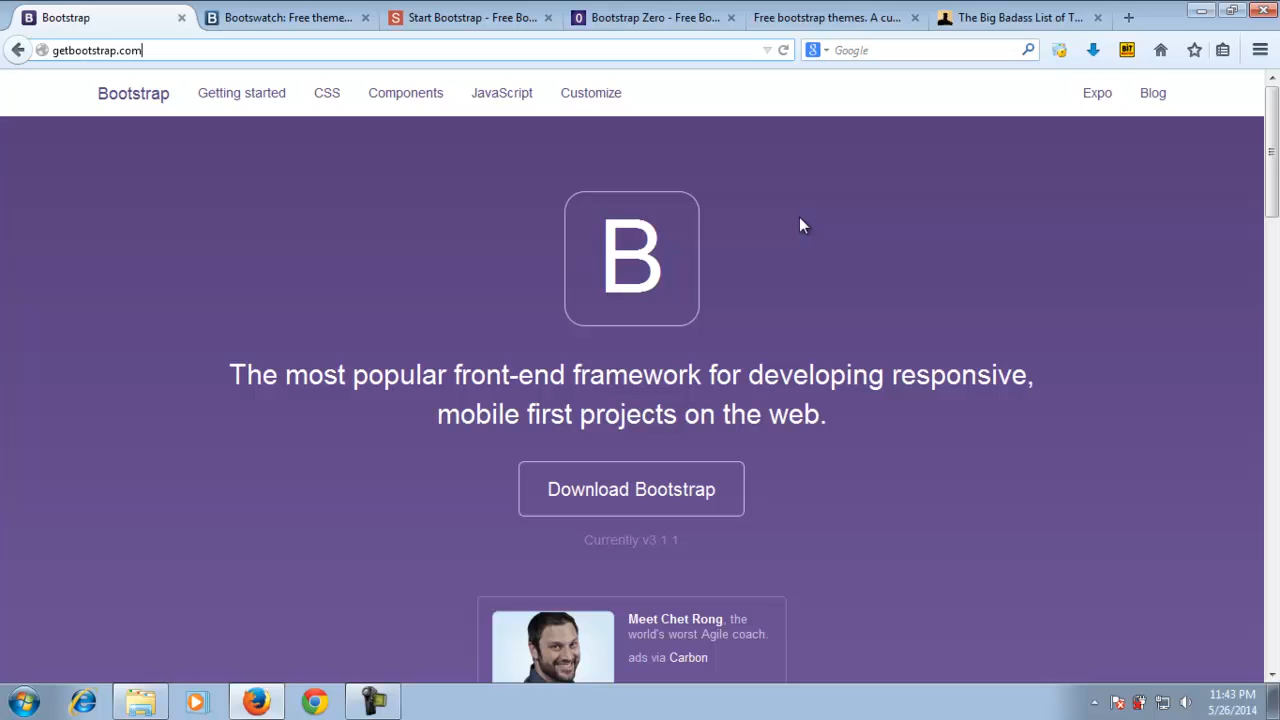 Bootstrap
Bootswatch: Free theme...
Start Bootstrap - Free Bo...
Bootstrap Zero - Free Bo...
Free bootstrap themes. A cu...
The Big Badass List of T...
getbootstrap.com
Google
Bootstrap
Getting started
CSS
Components
JavaScript
Customize
Expo
Blog
B
The most popular front-end framework for developing responsive,
mobile first projects on the web.
Download Bootstrap
Currently v3.1.1
Meet Chet Rong, the
world's worst Agile coach.
ads via Carbon
11:43 PM
5/26/2014